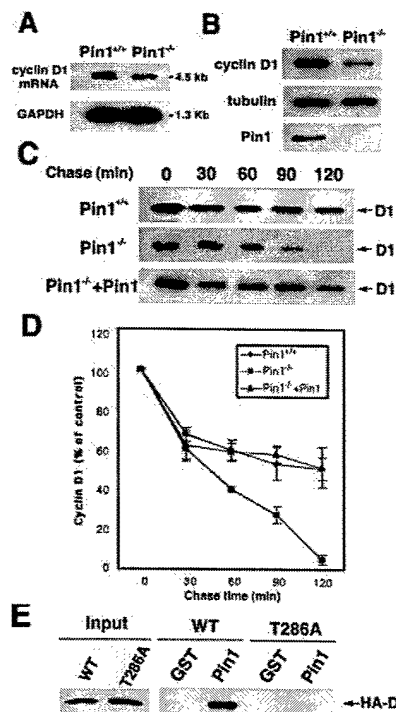 A
Pin1+/+ Pin1-/-
cyclin D1 mRNA
4.5 kb
GAPDH
1.3 Kb
B
Pin1+/+ Pin1-/-
cyclin D1
tubulin
Pin1
C
Chase (min) 0 30 60 90 120
Pin1+/+ ←D1
Pin1-/- ←D1
Pin1-/-+Pin1 ←D1
D
Cyclin D1 (% of control)
120
100
80
60
40
20
0
Pin1+/+
Pin1-/-
Pin1-/-+Pin1
0 30 60 90 120
Chase time (min)
E
Input WT T286A
WT T286A GST Pin1 GST Pin1
←HA-D